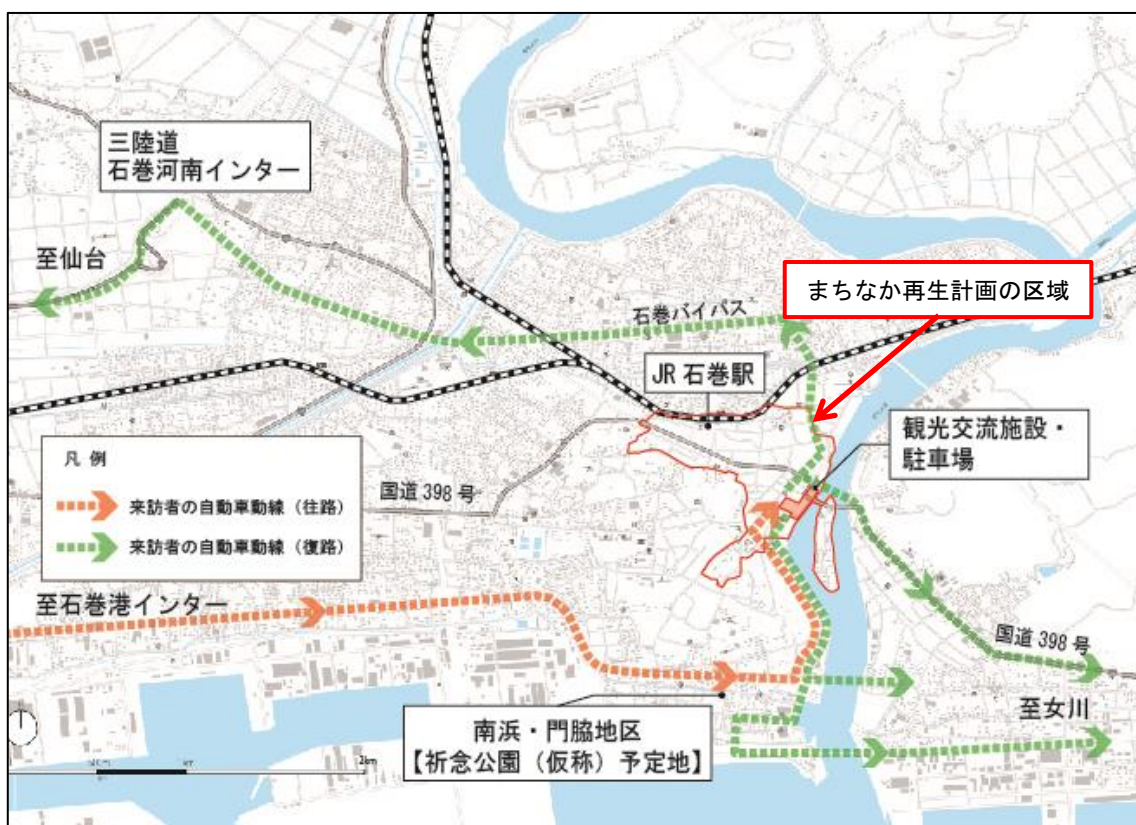 三陸道
石巻河南インター
至仙台
まちなか再生計画の区域
石巻バイパス
JR 石巻駅
観光交流施設・
駐車場
凡 例
来訪者の自動車動線（往路）
来訪者の自動車動線（復路）
国道 398 号
至石巻港インター
国道 398 号
至女川
南浜・門脇地区
【祈念公園（仮称）予定地】
2km